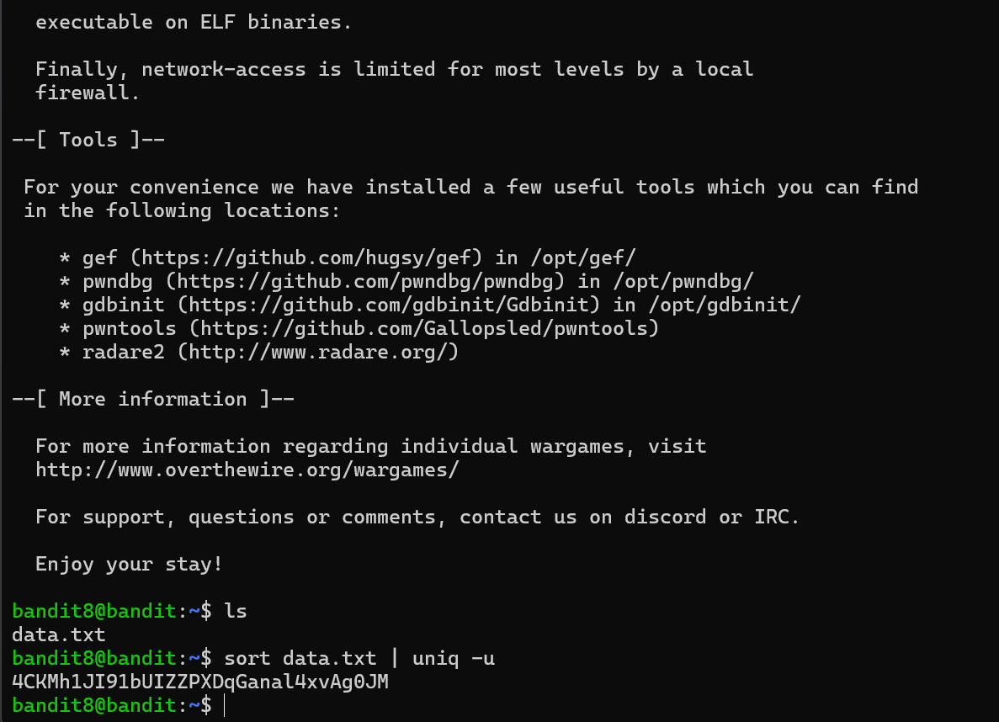 executable on ELF binaries.
Finally, network-access is limited for most levels by a local
firewall.
--[ Tools ]--
For your convenience we have installed a few useful tools which you can find
in the following locations:
* gef (https://github.com/hugsy/gef) in /opt/gef/
* pwndbg (https://github.com/pwndbg/pwndbg) in /opt/pwndbg/
* gdbinit (https://github.com/gdbinit/Gdbinit) in /opt/gdbinit/
* pwntools (https://github.com/Gallopsled/pwntools)
* radare2 (http://www.radare.org/)
--[ More information ]--
For more information regarding individual wargames, visit
http://www.overthewire.org/wargames/
For support, questions or comments, contact us on discord or IRC.
Enjoy your stay!
bandit8@bandit:~$ ls
data.txt
bandit8@bandit:~$ sort data.txt | uniq -u
4CKMh1JI91bUIZZPXDqGanal4xvAg0JM
bandit8@bandit:~$